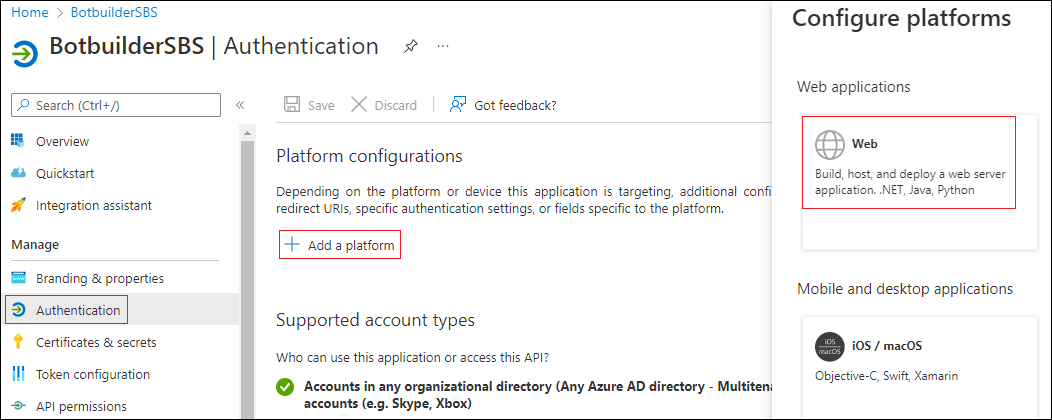 Home > BotbuilderSBS
BotbuilderSBS | Authentication ...
Search (Ctrl+/) «
Overview
Quickstart
Integration assistant
Manage
Branding & properties
Authentication
Certificates & secrets
Token configuration
API permissions
Save Discard Got feedback?
Platform configurations
Depending on the platform or device this application is targeting, additional confi
redirect URIs, specific authentication settings, or fields specific to the platform.
+ Add a platform
Supported account types
Who can use this application or access this API?
Accounts in any organizational directory (Any Azure AD directory - Multitena
accounts (e.g. Skype, Xbox)
Configure platforms
Web applications
Web
Build, host, and deploy a web server
application. .NET, Java, Python
Mobile and desktop applications
iOS
macOS
iOS / macOS
Objective-C, Swift, Xamarin